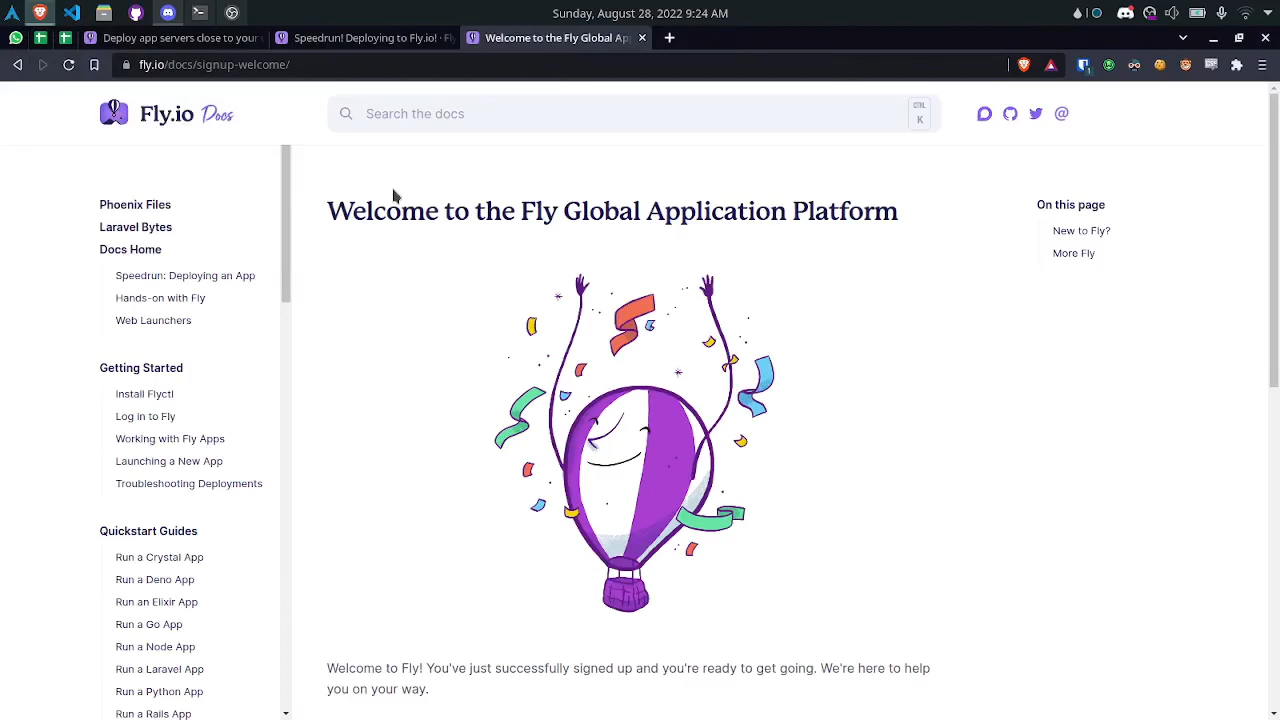 Sunday, August 28, 2022 9:24 AM
Deploy app servers close to your
Speedrun! Deploying to Fly.io! · Fly
Welcome to the Fly Global Ap
fly.io/docs/signup-welcome/
Fly.io Docs
Search the docs
CTRL
K
Phoenix Files
Laravel Bytes
Docs Home
Speedrun: Deploying an App
Hands-on with Fly
Web Launchers
Getting Started
Install Flyctl
Log in to Fly
Working with Fly Apps
Launching a New App
Troubleshooting Deployments
Quickstart Guides
Run a Crystal App
Run a Deno App
Run an Elixir App
Run a Go App
Run a Node App
Run a Laravel App
Run a Python App
Run a Rails App
Welcome to the Fly Global Application Platform
Welcome to Fly! You've just successfully signed up and you're ready to get going. We're here to help
you on your way.
On this page
New to Fly?
More Fly